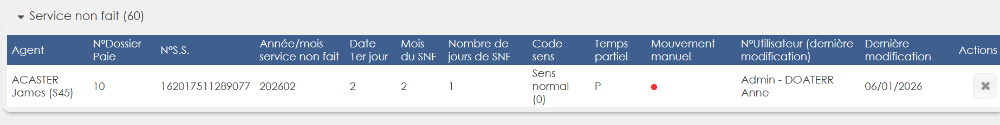 Service non fait (60)
Agent
N°Dossier
Paie
N°S.S.
Année/mois
service non fait
Date
1er jour
Mois
du SNF
Nombre de
jours de SNF
Code
sens
Temps
partiel
Mouvement
manuel
N°Utilisateur (dernière
modification)
Dernière
modification
Actions
ACASTER
James (S45)
10
162017511289077
202602
2
2
1
Sens
normal
(0)
P
Admin - DOATERR
Anne
06/01/2026